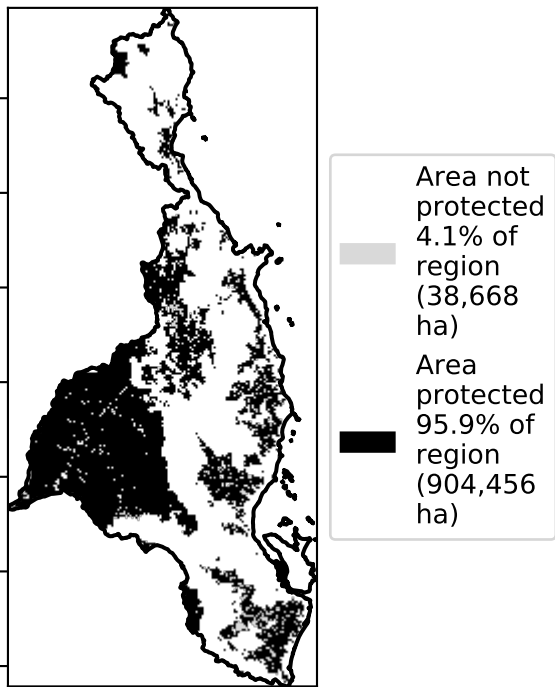 Area not
protected
4.1% of
region
(38,668
ha)
Area
protected
95.9% of
region
(904,456
ha)